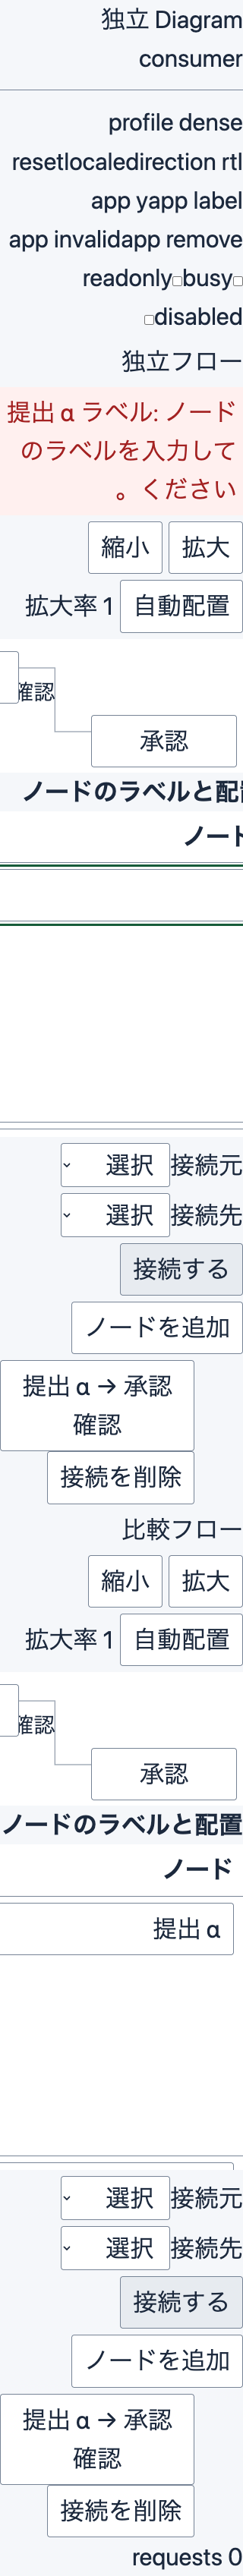 独立 Diagram
consumer
profile dense
resetlocaledirection rtl
app yapp label
app invalidapp remove
readonly busy
disabled
独立フロー
提出 α ラベル: ノード
のラベルを入力して
ください。
縮小 拡大
拡大率 1 自動配置
確認
承認
ノードのラベルと配置
ノード
選択 接続元
選択 接続先
接続する
ノードを追加
提出 α → 承認
確認
接続を削除
比較フロー
縮小 拡大
拡大率 1 自動配置
確認
承認
ノードのラベルと配置
ノード
提出 α
選択 接続元
選択 接続先
接続する
ノードを追加
提出 α → 承認
確認
接続を削除
requests 0